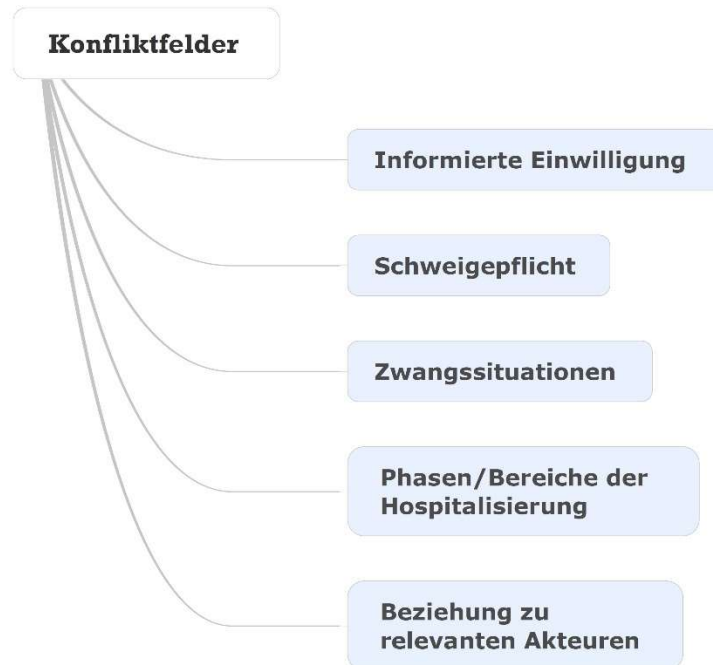 Konfliktfelder
Informierte Einwilligung
Schweigepflicht
Zwangssituationen
Phasen/Bereiche der
Hospitalisierung
Beziehung zu
relevanten Akteuren